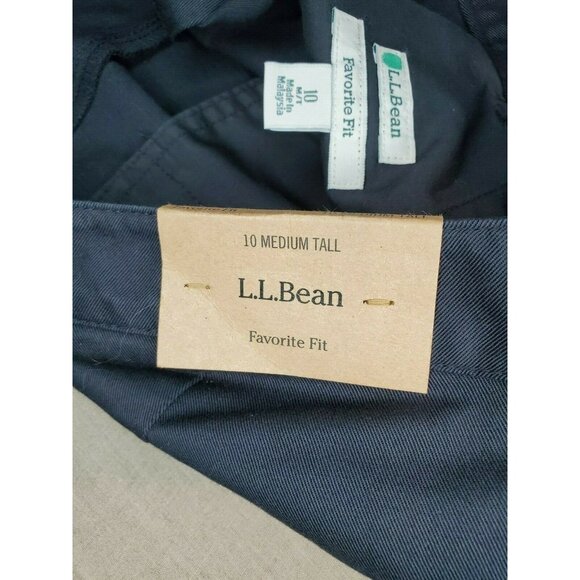 L.L.Bean
Favorite Fit
10
M/T
Made in
Malaysia
10 MEDIUM TALL
L.L.Bean
Favorite Fit